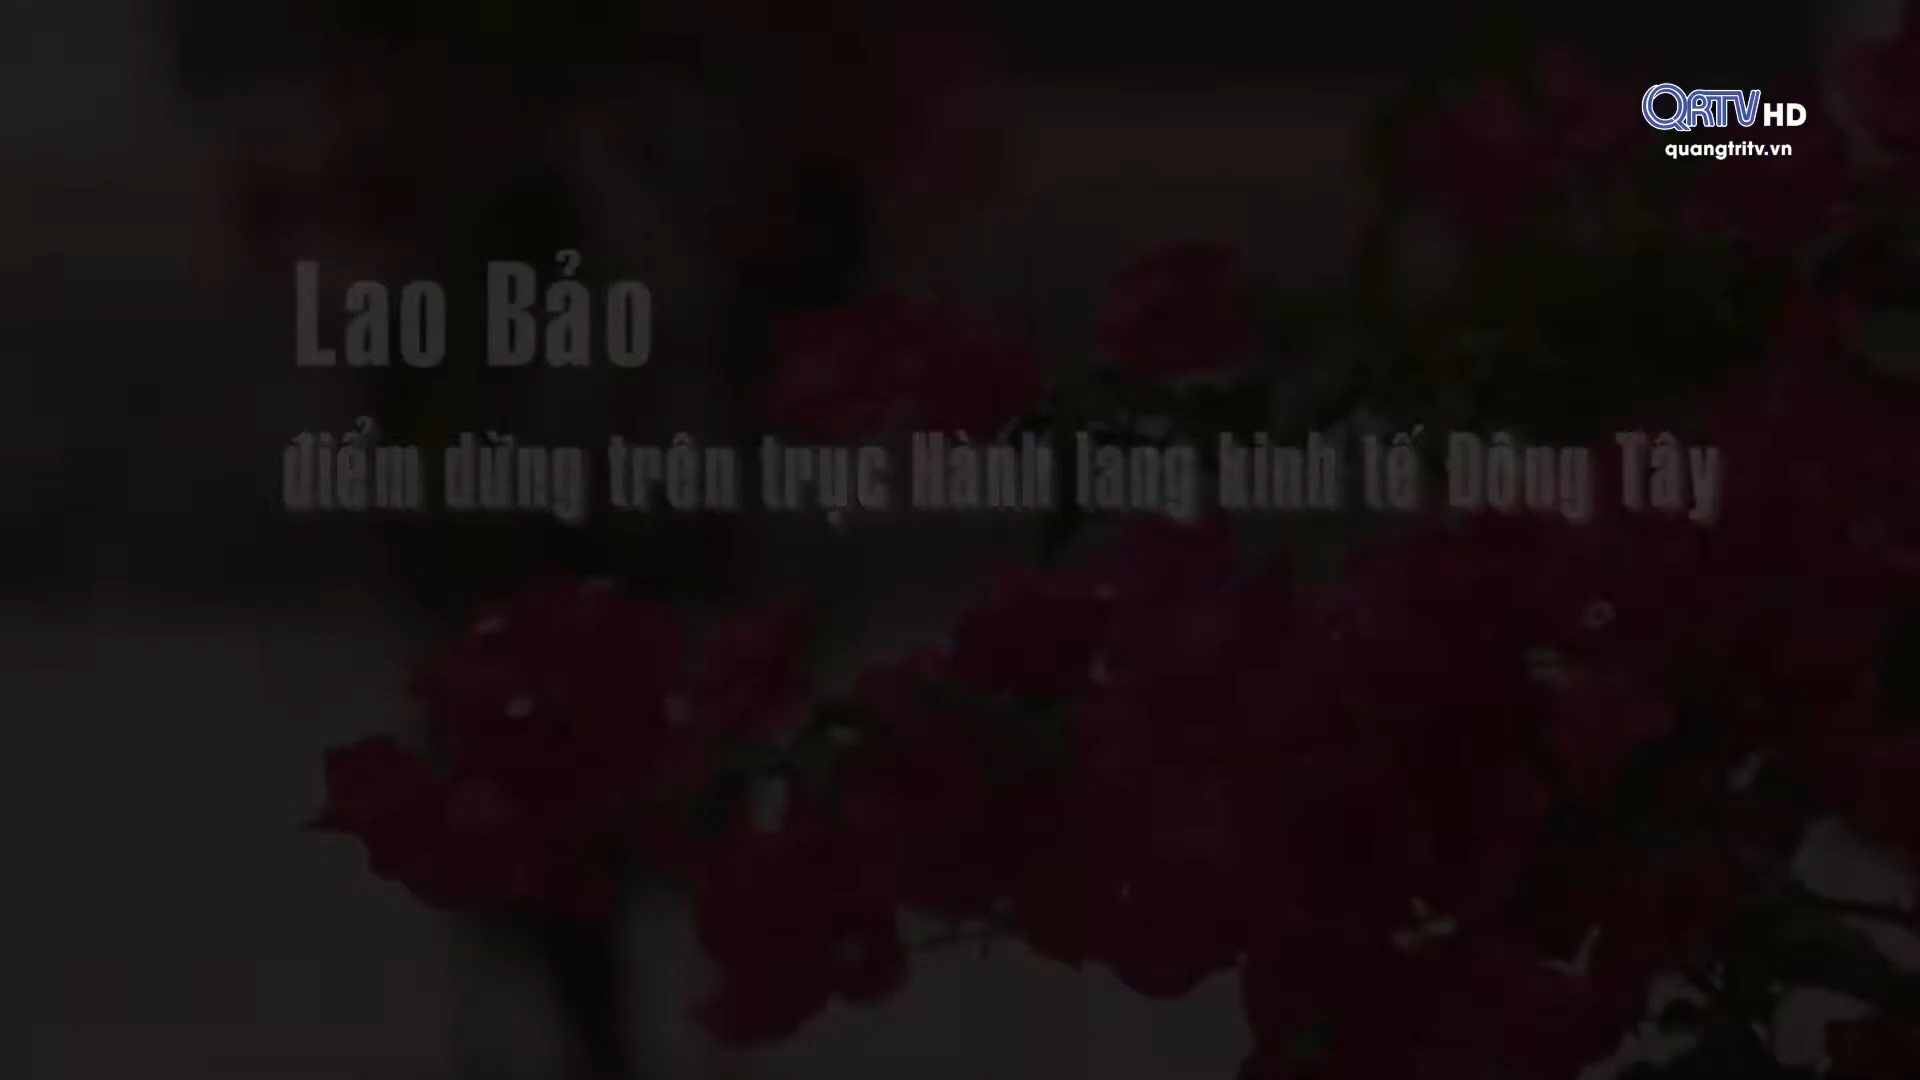 QRTV HD
quangtritv.vn
Lao Bảo
điểm dừng trên trục Hành lang kinh tế Đông Tây